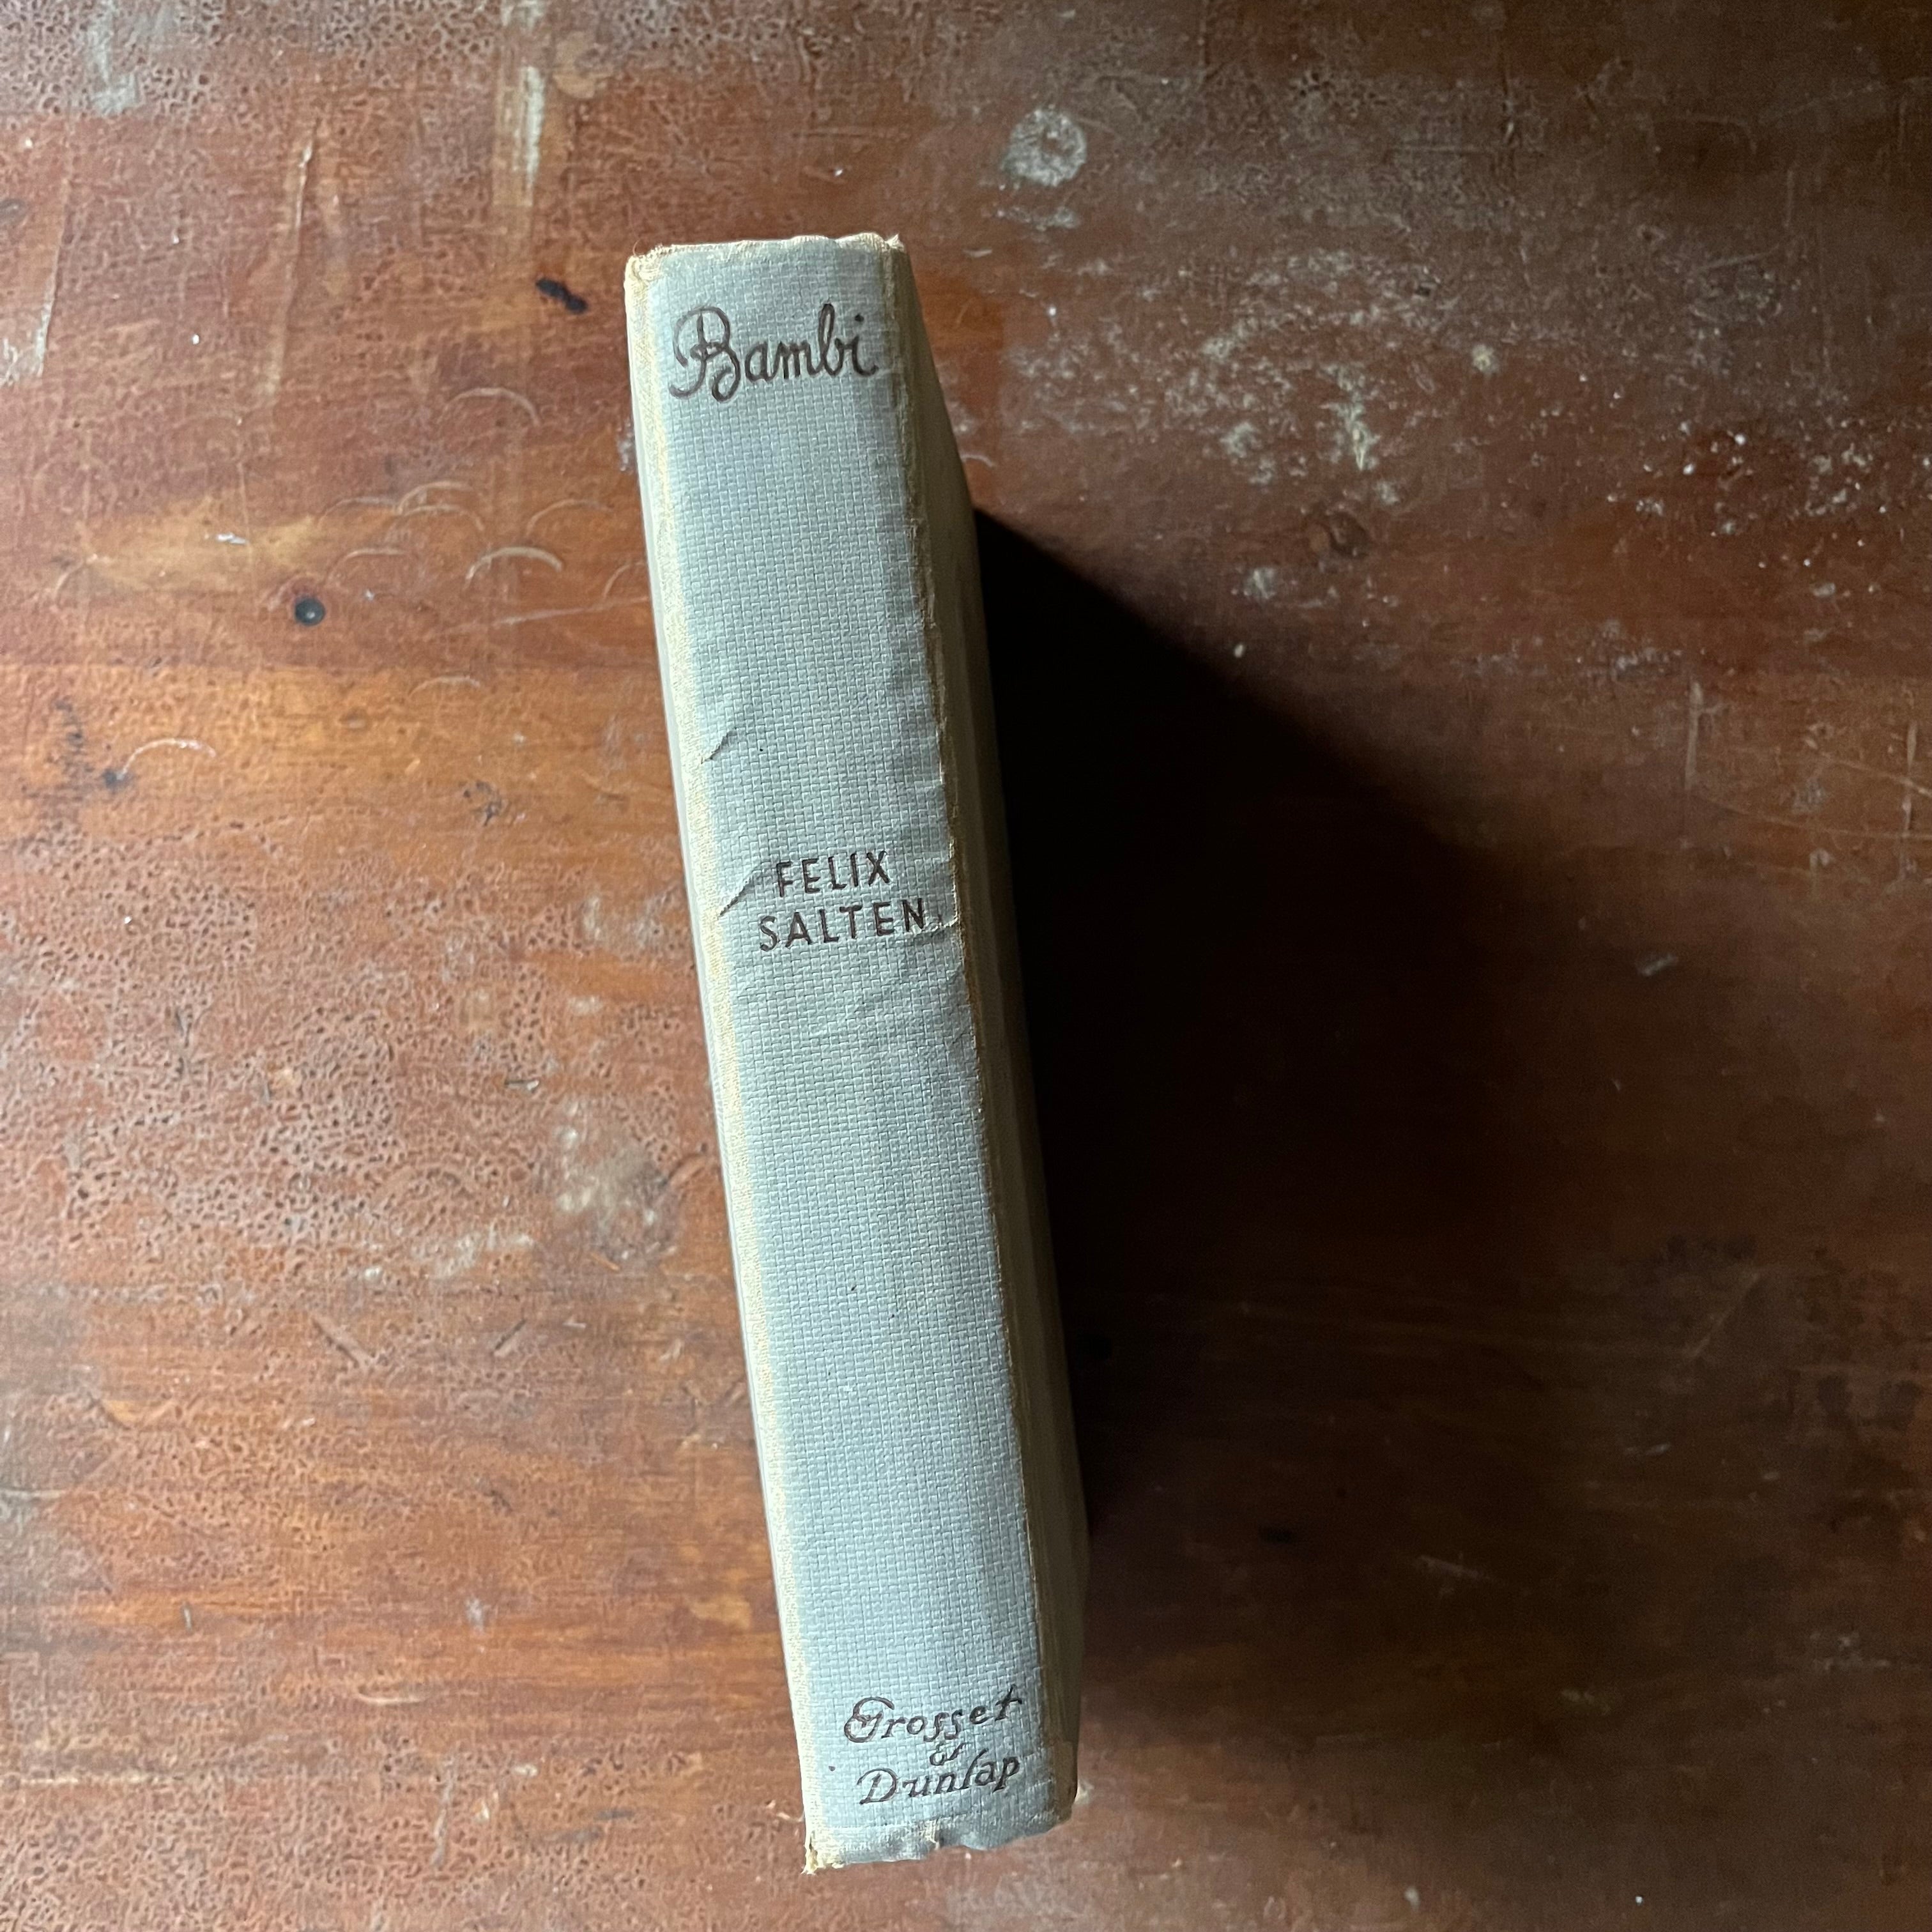 Bambi
FELIX
SALTEN
Grosset
&
Dunlap